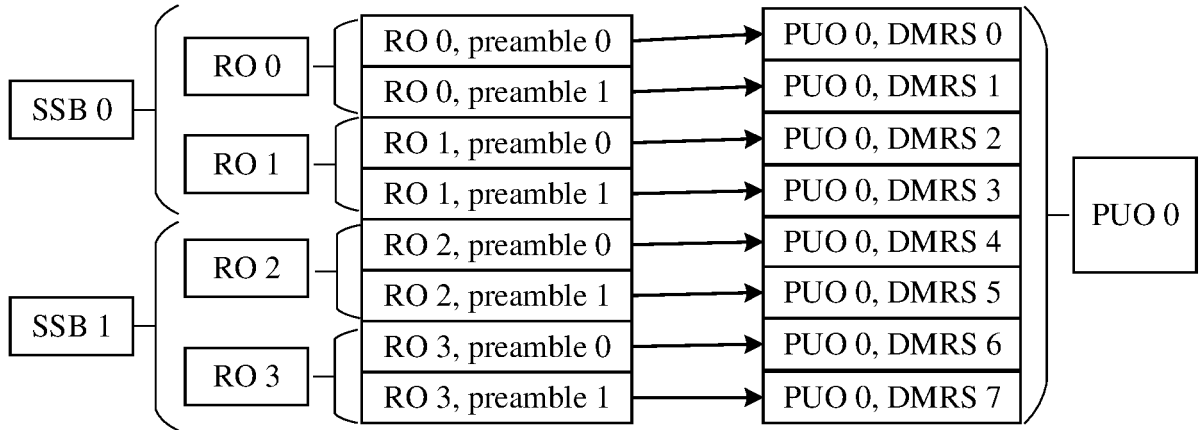 SSB 0
SSB 1
RO 0
RO 1
RO 2
RO 3
RO 0, preamble 0
RO 0, preamble 1
RO 1, preamble 0
RO 1, preamble 1
RO 2, preamble 0
RO 2, preamble 1
RO 3, preamble 0
RO 3, preamble 1
PUO 0, DMRS 0
PUO 0, DMRS 1
PUO 0, DMRS 2
PUO 0, DMRS 3
PUO 0, DMRS 4
PUO 0, DMRS 5
PUO 0, DMRS 6
PUO 0, DMRS 7
PUO 0